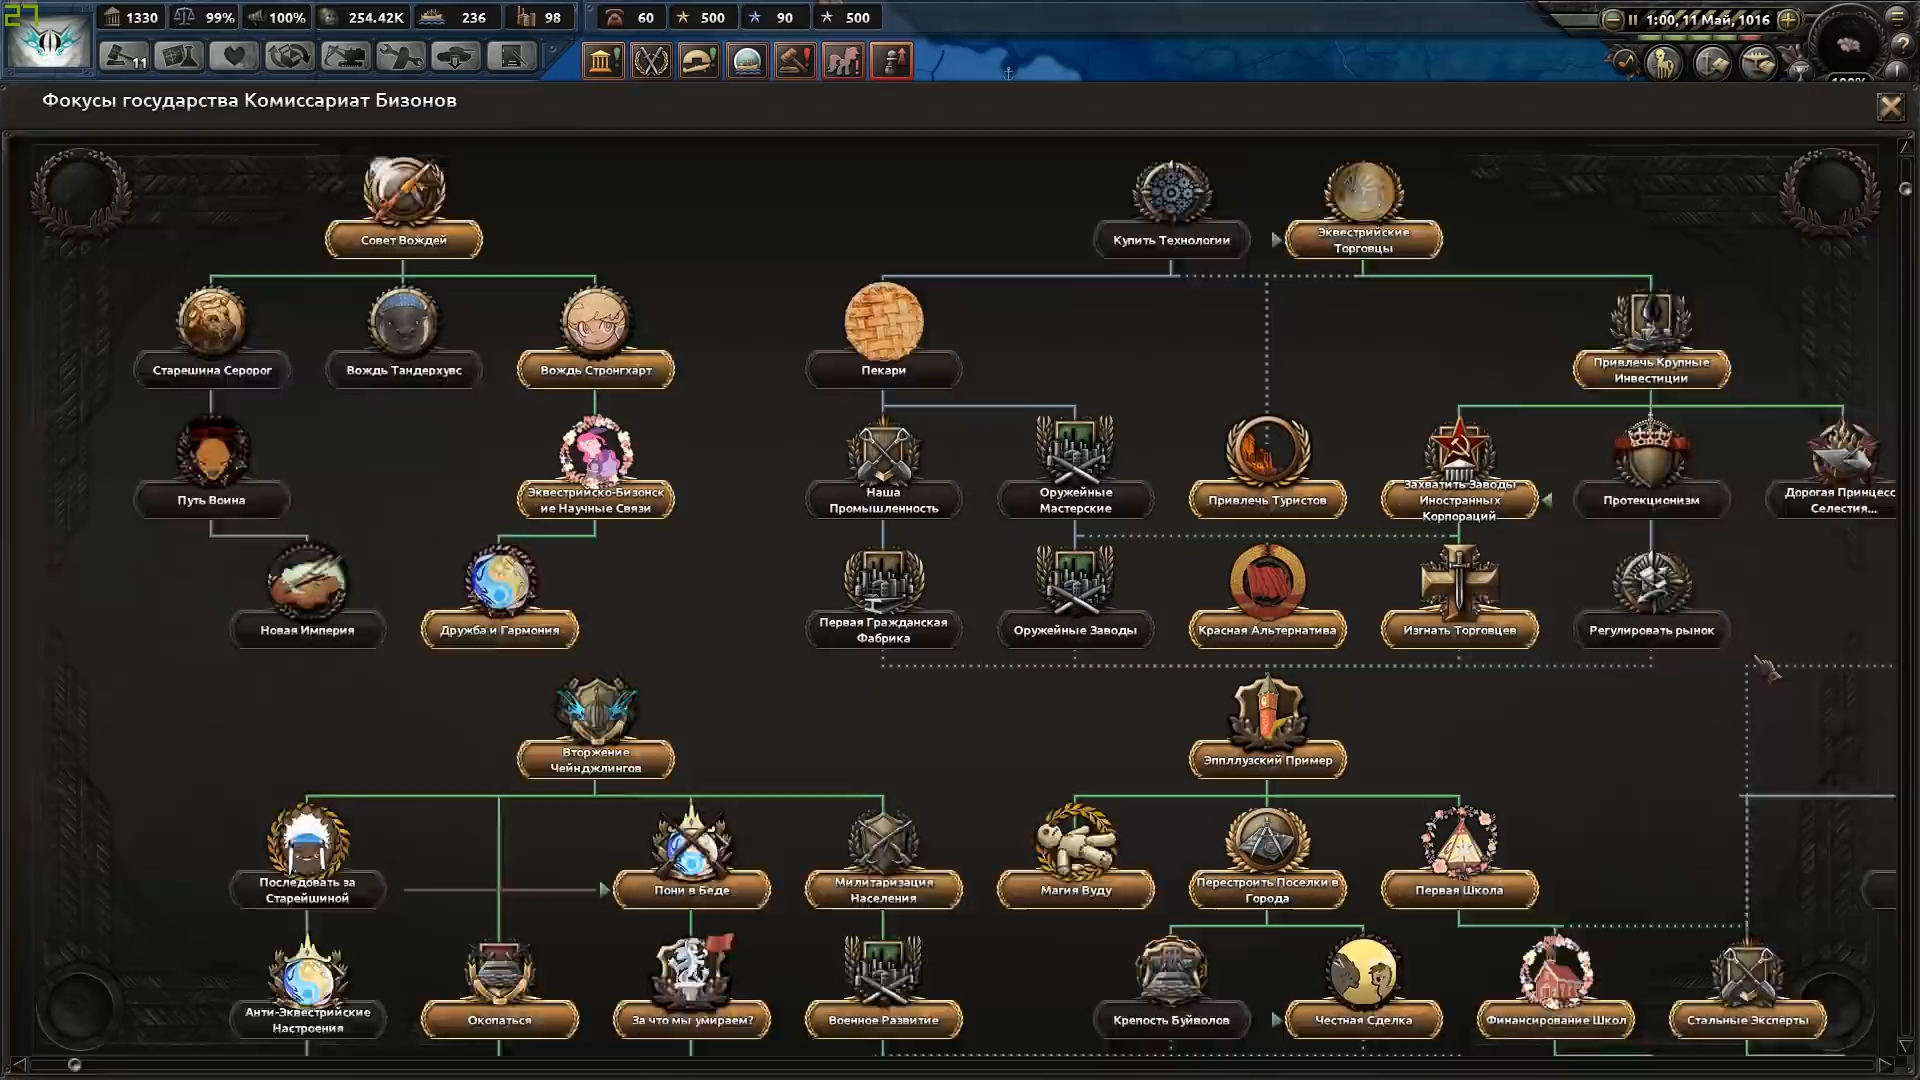 27
1330
99%
100%
254.42K
236
98
60
500
90
500
1:00, 11 Май, 1016
11
Фокусы государства Комиссариат Бизонов
Совет Вождей
Купить Технологии
Эквестрийские
Торговцы
Старешина Серорог
Вождь Тандерхувс
Вождь Стронгхарт
Пекари
Привлечь Крупные
Инвестиции
Путь Воина
Эквестрийско-Бизонск
ие Научные Связи
Наша
Промышленность
Оружейные
Мастерские
Привлечь Туристов
Захватить Заводы
Иностранных
Корпораций
Протекционизм
Дорогая Принцесс
Селестия...
Новая Империя
Дружба и Гармония
Первая Гражданская
Фабрика
Оружейные Заводы
Красная Альтернатива
Изгнать Торговцев
Регулировать рынок
Вторжение
Чейнджлингов
Эпплузский Пример
Последовать за
Старейшиной
Пони в Беде
Милитаризация
Населения
Магия Вуду
Перестроить Поселки в
Города
Первая Школа
Анти-Эквестрийские
Настроения
Окопаться
За что мы умираем?
Военное Развитие
Крепость Буйволов
Честная Сделка
Финансирование Школ
Стальные Эксперты